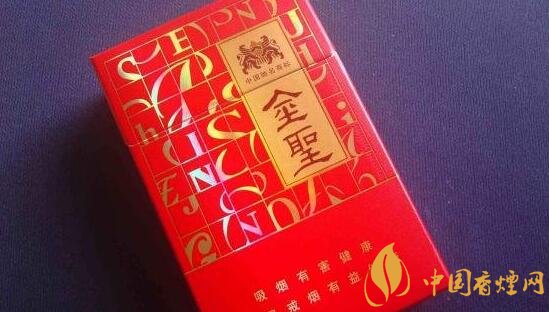 中国驰名商标
金聖
吸烟有害健康
戒烟有益
中国香烟网